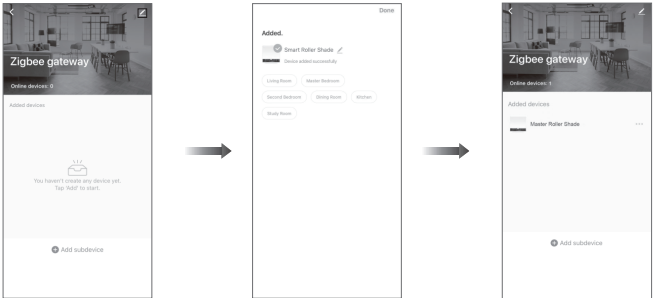 Zigbee gateway
Online devices: 0
Added devices
You haven't create any device yet.
Tap 'Add' to start.
Add subdevice
Done
Added.
Smart Roller Shade
Device added successfully
Living Room
Master Bedroom
Second Bedroom
Dining Room
Kitchen
Study Room
Zigbee gateway
Online devices: 1
Added devices
Master Roller Shade
Add subdevice